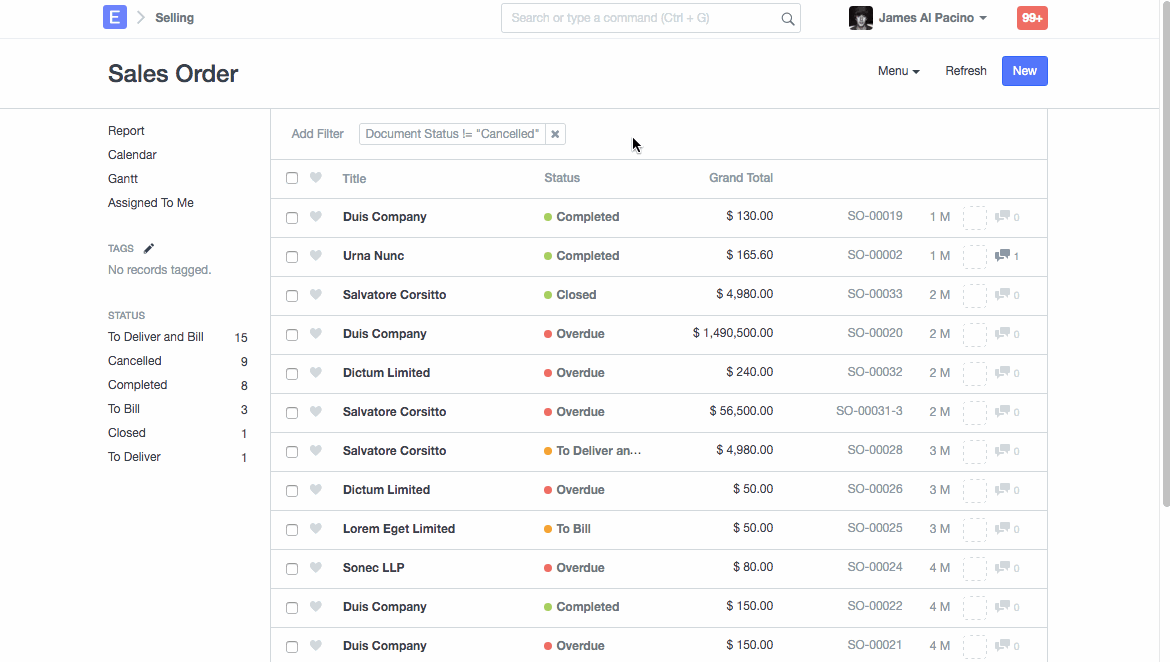 E Selling Search or type a command (Ctrl + G) James Al Pacino 99+
Sales Order Menu Refresh New
Report
Calendar
Gantt
Assigned To Me
TAGS
No records tagged.
STATUS
To Deliver and Bill 15
Cancelled 9
Completed 8
To Bill 3
Closed 1
To Deliver 1
Add Filter Document Status != "Cancelled" ×
Title Status Grand Total
Duis Company Completed $ 130.00 SO-00019 1 M 0
Urna Nunc Completed $ 165.60 SO-00002 1 M 1
Salvatore Corsitto Closed $ 4,980.00 SO-00033 2 M 0
Duis Company Overdue $ 1,490,500.00 SO-00020 2 M 0
Dictum Limited Overdue $ 240.00 SO-00032 2 M 0
Salvatore Corsitto Overdue $ 56,500.00 SO-00031-3 2 M 0
Salvatore Corsitto To Deliver an... $ 4,980.00 SO-00028 3 M 0
Dictum Limited Overdue $ 50.00 SO-00026 3 M 0
Lorem Eget Limited To Bill $ 50.00 SO-00025 3 M 0
Sonec LLP Overdue $ 80.00 SO-00024 4 M 0
Duis Company Completed $ 150.00 SO-00022 4 M 0
Duis Company Overdue $ 150.00 SO-00021 4 M 0